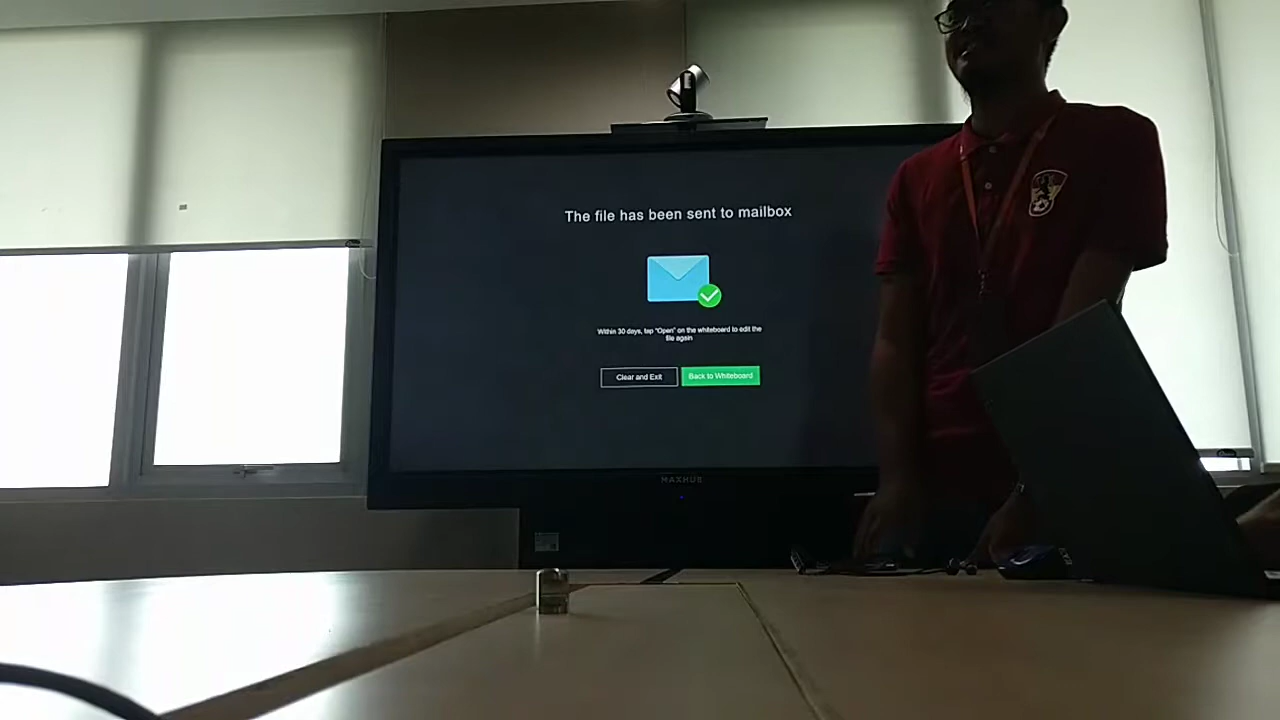 The file has been sent to mailbox
Within 30 days, tap "Open" on the whiteboard to edit the
file again
Clear and Exit
Back to Whiteboard
MAXHUB